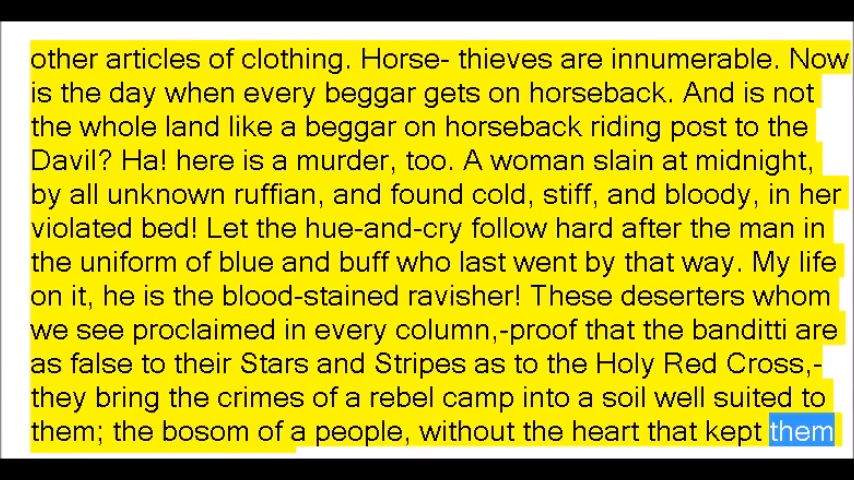 other articles of clothing. Horse- thieves are innumerable. Now
is the day when every beggar gets on horseback. And is not
the whole land like a beggar on horseback riding post to the
Davil? Ha! here is a murder, too. A woman slain at midnight,
by all unknown ruffian, and found cold, stiff, and bloody, in her
violated bed! Let the hue-and-cry follow hard after the man in
the uniform of blue and buff who last went by that way. My life
on it, he is the blood-stained ravisher! These deserters whom
we see proclaimed in every column,-proof that the banditti are
as false to their Stars and Stripes as to the Holy Red Cross,-
they bring the crimes of a rebel camp into a soil well suited to
them; the bosom of a people, without the heart that kept them